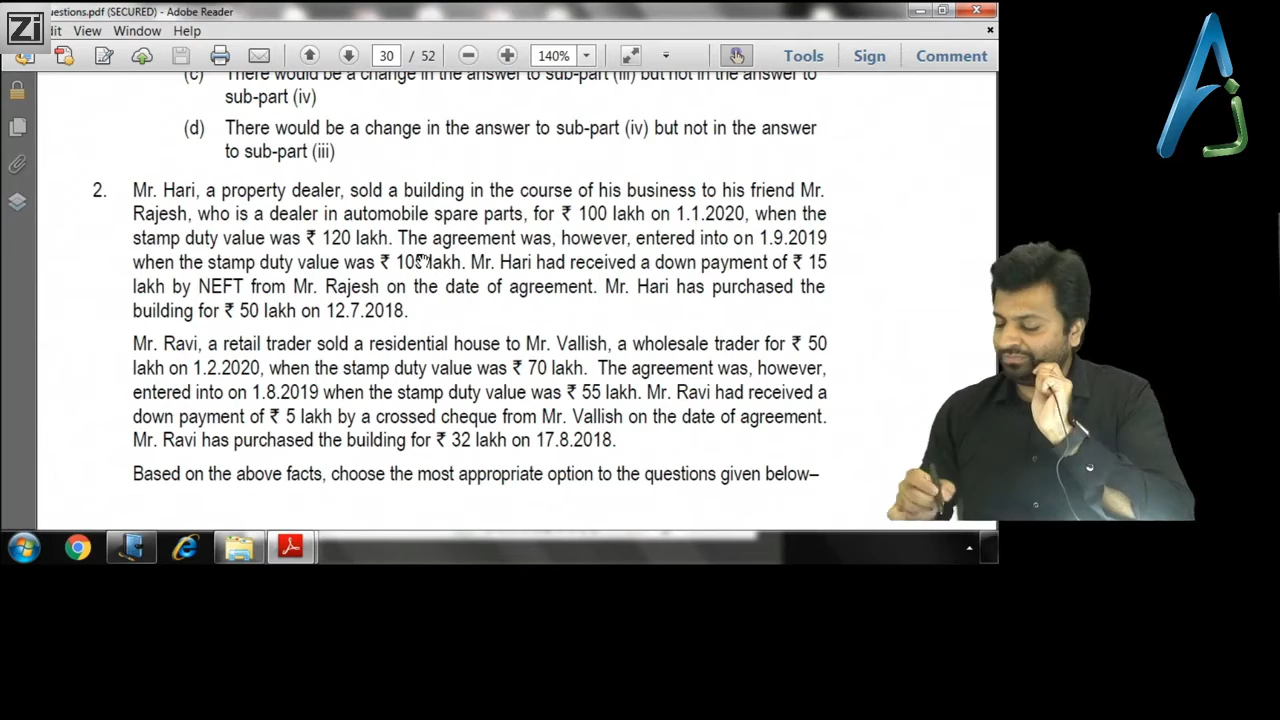 Zi
uestions.pdf (SECURED) - Adobe Reader
dit View Window Help
30 / 52 140% Tools Sign Comment
(c) There would be a change in the answer to sub-part (iii) but not in the answer to
sub-part (iv)
(d) There would be a change in the answer to sub-part (iv) but not in the answer
to sub-part (iii)
2. Mr. Hari, a property dealer, sold a building in the course of his business to his friend Mr.
Rajesh, who is a dealer in automobile spare parts, for ₹ 100 lakh on 1.1.2020, when the
stamp duty value was ₹ 120 lakh. The agreement was, however, entered into on 1.9.2019
when the stamp duty value was ₹ lakh. Mr. Hari had received a down payment of ₹ 15
lakh by NEFT from Mr. Rajesh on the date of agreement. Mr. Hari has purchased the
building for ₹ 50 lakh on 12.7.2018.
Mr. Ravi, a retail trader sold a residential house to Mr. Vallish, a wholesale trader for ₹ 50
lakh on 1.2.2020, when the stamp duty value was ₹ 70 lakh. The agreement was, however,
entered into on 1.8.2019 when the stamp duty value was ₹ 55 lakh. Mr. Ravi had received a
down payment of ₹ 5 lakh by a crossed cheque from Mr. Vallish on the date of agreement.
Mr. Ravi has purchased the building for ₹ 32 lakh on 17.8.2018.
Based on the above facts, choose the most appropriate option to the questions given below–